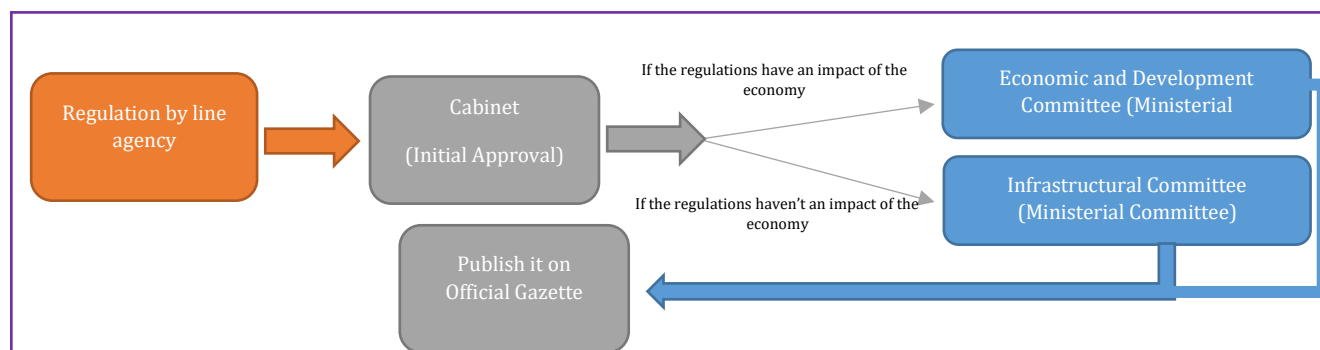 Regulation by line
agency
Cabinet
(Initial Approval)
If the regulations have an impact of the
economy
Economic and Development
Committee (Ministerial
If the regulations haven’t an impact of the
economy
Infrastructural Committee
(Ministerial Committee)
Publish it on
Official Gazette